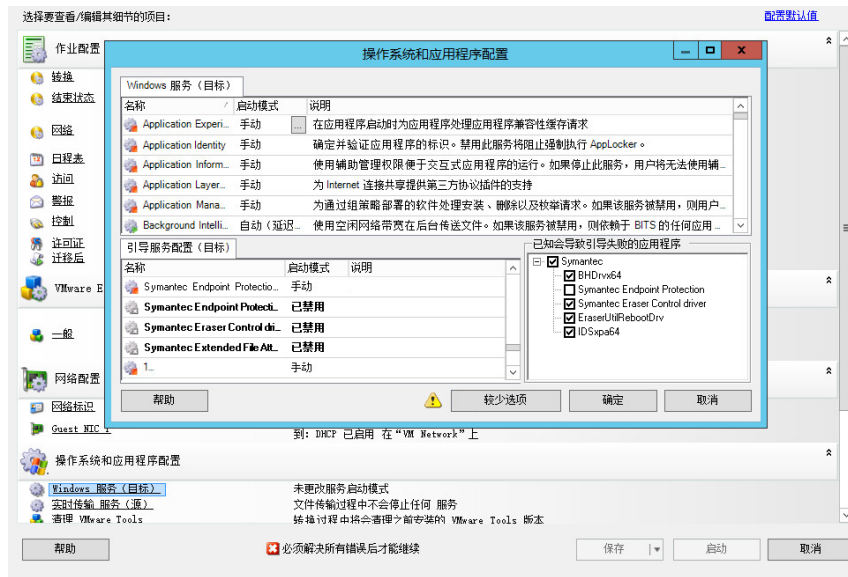 选择要查看/编辑其细节的项目: 配置默认值
作业配置
操作系统和应用程序配置
转换
结束状态
网络
日程表
访问
警报
控制
许可证
迁移后
VMware E
一般
网络配置
网络标识
Guest NIC 1
Windows 服务（目标）
名称 启动模式 说明
Application Experi... 手动 ... 在应用程序启动时为应用程序处理应用程序兼容性缓存请求
Application Identity 手动 确定并验证应用程序的标识。禁用此服务将阻止强制执行 AppLocker。
Application Inform... 手动 使用辅助管理权限便于交互式应用程序的运行。如果停止此服务，用户将无法使用辅...
Application Layer... 手动 为 Internet 连接共享提供第三方协议插件的支持
Application Mana... 手动 为通过组策略部署的软件处理安装、删除以及枚举请求。如果该服务被禁用，则用户...
Background Intelli... 自动（延迟... 使用空闲网络带宽在后台传送文件。如果该服务被禁用，则依赖于 BITS 的任何应用...
引导服务配置（目标）
名称 启动模式 说明
Symantec Endpoint Protectio... 手动
Symantec Endpoint Protecti... 已禁用
Symantec Eraser Control dri... 已禁用
Symantec Extended File Att... 已禁用
1... 手动
已知会导致引导失败的应用程序
Symantec
BHDrvx64
Symantec Endpoint Protection
Symantec Eraser Control driver
EraserUtilRebootDrv
IDSxpa64
帮助 较少选项 确定 取消
到: DHCP 已启用 在“VM Network”上
操作系统和应用程序配置
Windows 服务（目标） 未更改服务启动模式
实时传输 服务（源） 文件传输过程中不会停止任何 服务
清理 VMware Tools 转换过程中将会清理之前安装的 VMware Tools 版本
帮助 必须解决所有错误后才能继续 保存 启动 取消